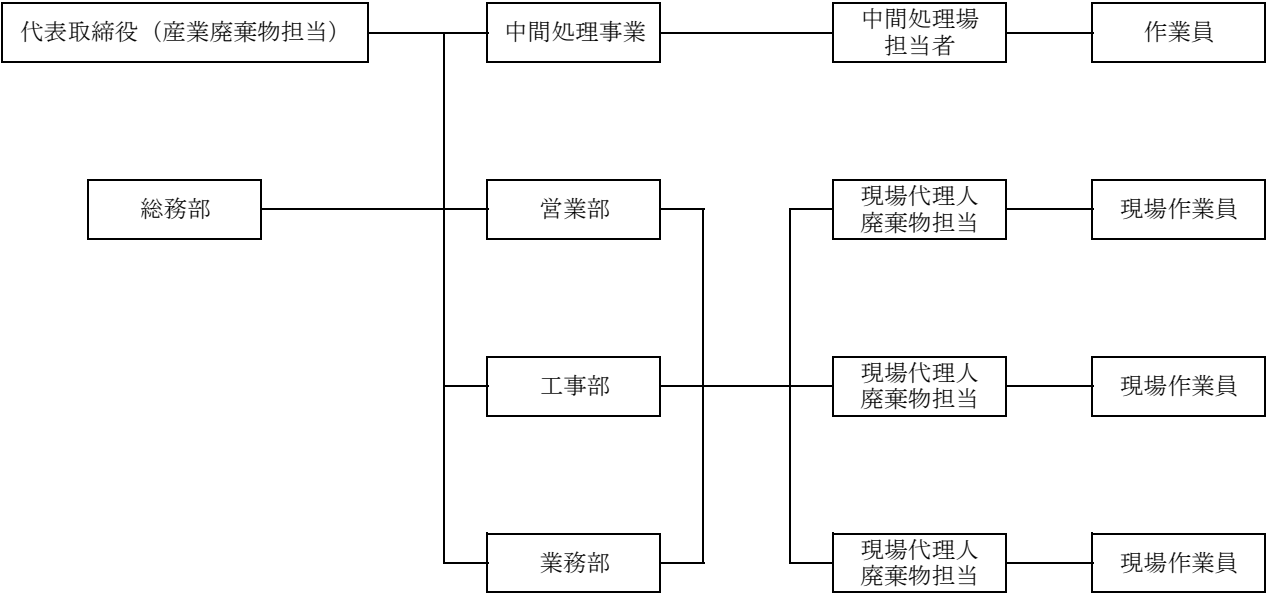 代表取締役（産業廃棄物担当）
中間処理事業
中間処理場
担当者
作業員
総務部
営業部
現場代理人
廃棄物担当
現場作業員
工事部
現場代理人
廃棄物担当
現場作業員
業務部
現場代理人
廃棄物担当
現場作業員